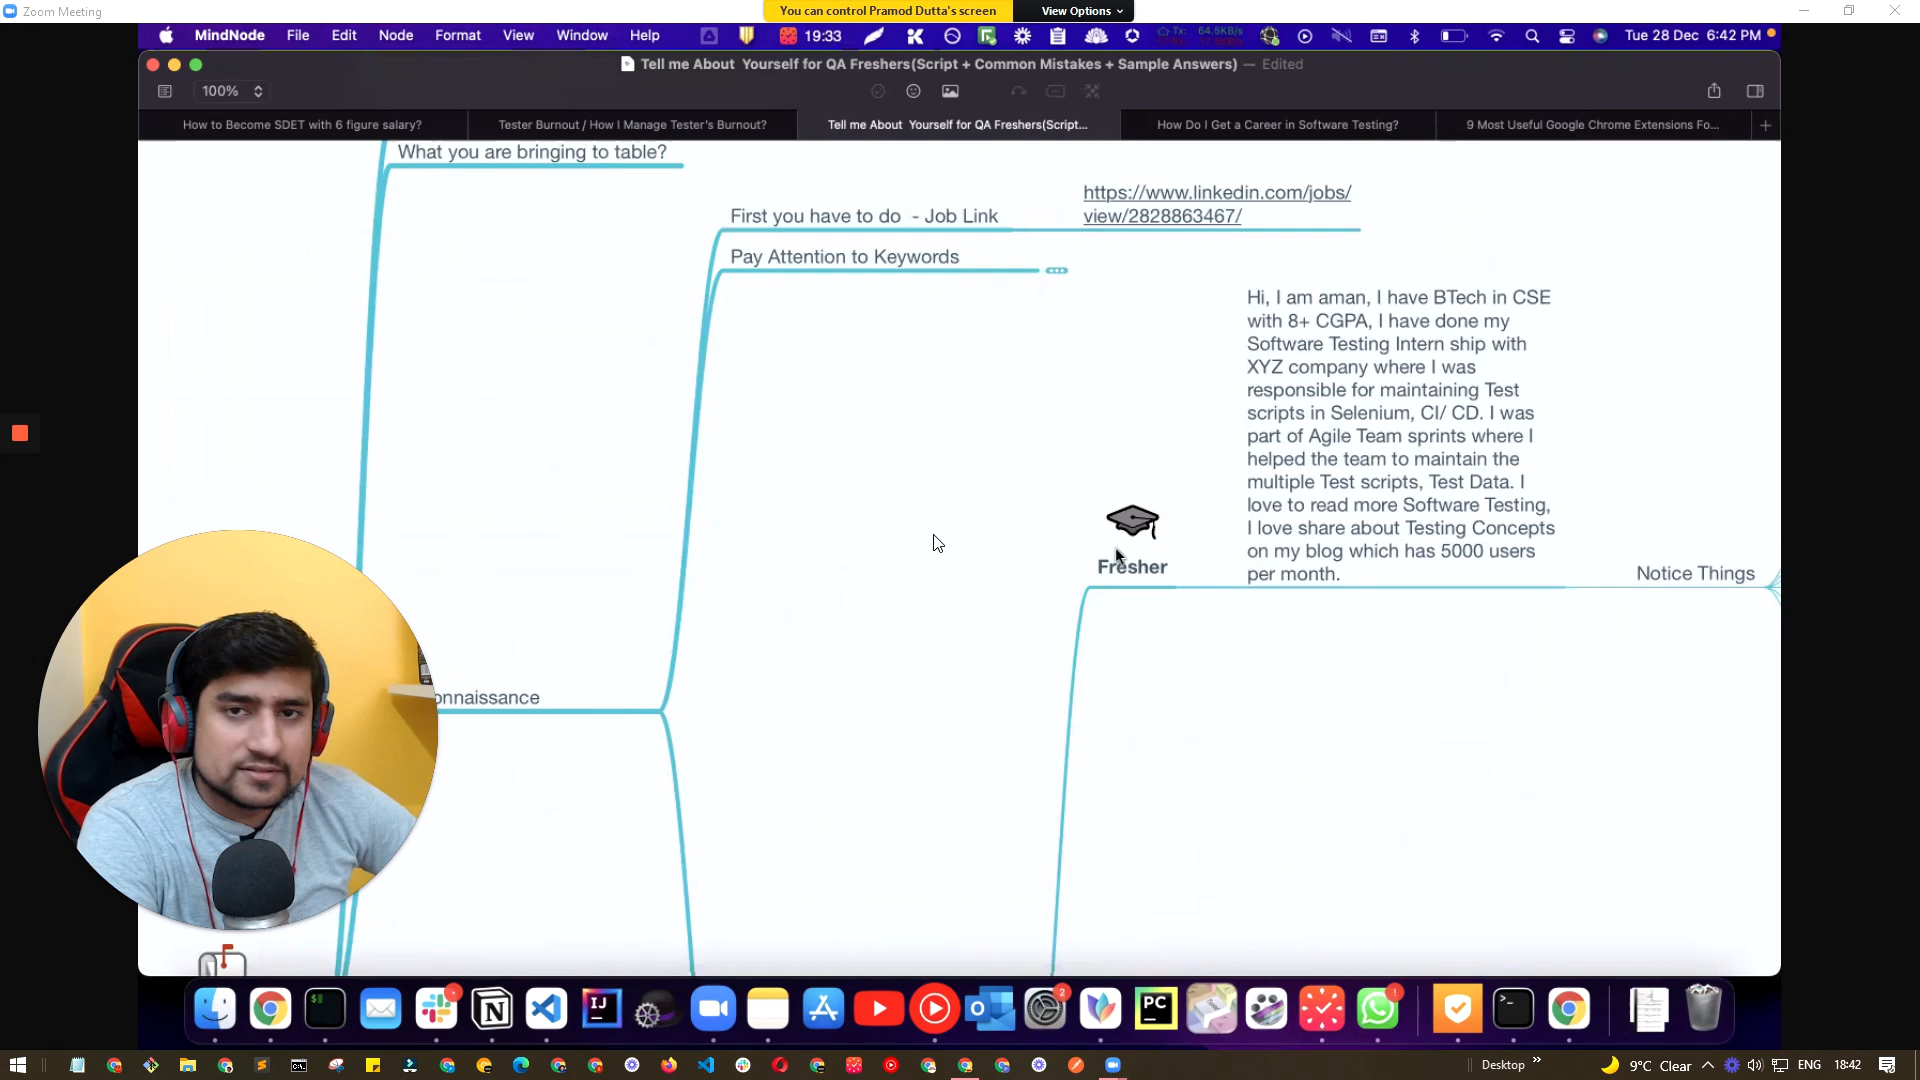 Zoom Meeting
You can control Pramod Dutta's screen
View Options
MindNode File Edit Node Format View Window Help
19:33
Tue 28 Dec 6:42 PM
Tell me About Yourself for QA Freshers(Script + Common Mistakes + Sample Answers) — Edited
100%
How to Become SDET with 6 figure salary?
Tester Burnout / How I Manage Tester's Burnout?
Tell me About Yourself for QA Freshers(Script...
How Do I Get a Career in Software Testing?
9 Most Useful Google Chrome Extensions Fo...
What you are bringing to table?
First you have to do - Job Link
https://www.linkedin.com/jobs/
view/2828863467/
Pay Attention to Keywords
Hi, I am aman, I have BTech in CSE
with 8+ CGPA, I have done my
Software Testing Intern ship with
XYZ company where I was
responsible for maintaining Test
scripts in Selenium, CI/ CD. I was
part of Agile Team sprints where I
helped the team to maintain the
multiple Test scripts, Test Data. I
love to read more Software Testing,
I love share about Testing Concepts
on my blog which has 5000 users
per month.
Fresher
Notice Things
onnaissance
IJ
PC
2
Desktop
9°C Clear
ENG
18:42